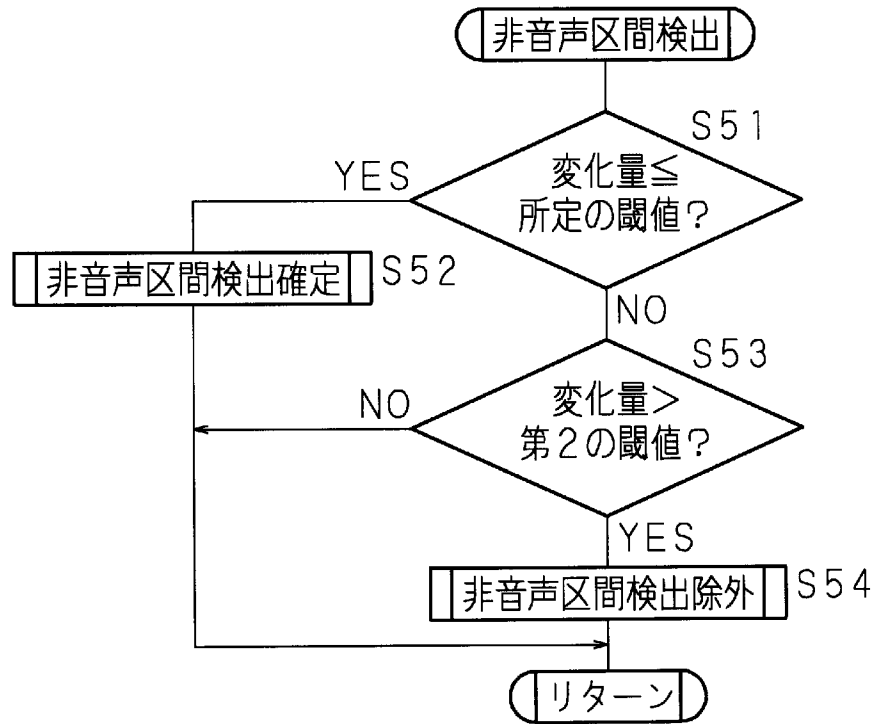 非音声区間検出
S51
変化量≦
所定の閾値?
YES
非音声区間検出確定
S52
NO
S53
変化量>
第2の閾値?
NO
YES
非音声区間検出除外
S54
リターン